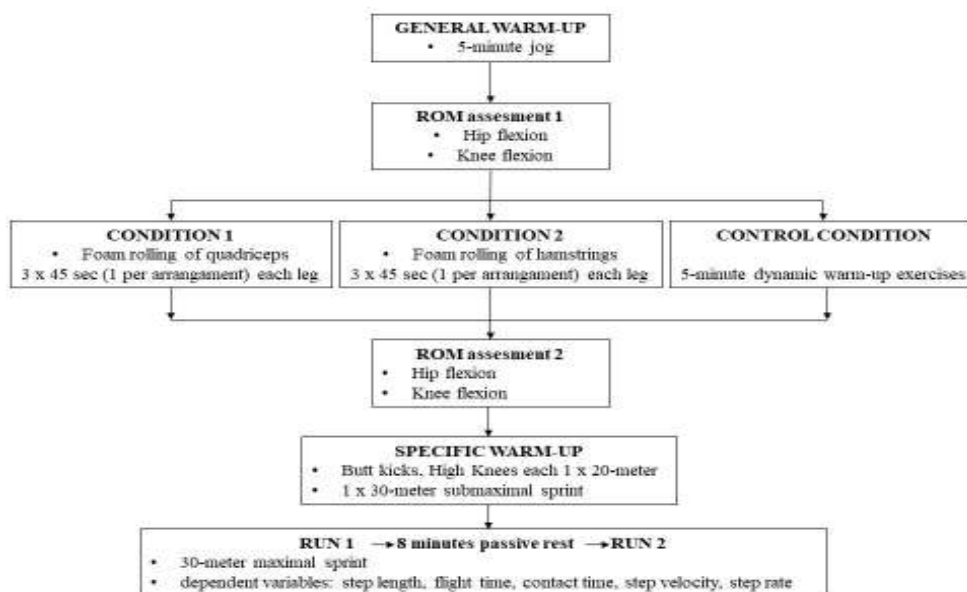 GENERAL WARM-UP
• 5-minute jog
ROM assesment 1
• Hip flexion
• Knee flexion
CONDITION 1
• Foam rolling of quadriceps
3 x 45 sec (1 per arrangament) each leg
CONDITION 2
• Foam rolling of hamstrings
3 x 45 sec (1 per arrangament) each leg
CONTROL CONDITION
5-minute dynamic warm-up exercises
ROM assesment 2
• Hip flexion
• Knee flexion
SPECIFIC WARM-UP
• Butt kicks, High Knees each 1 x 20-meter
• 1 x 30-meter submaximal sprint
RUN 1 → 8 minutes passive rest → RUN 2
• 30-meter maximal sprint
• dependent variables: step length, flight time, contact time, step velocity, step rate